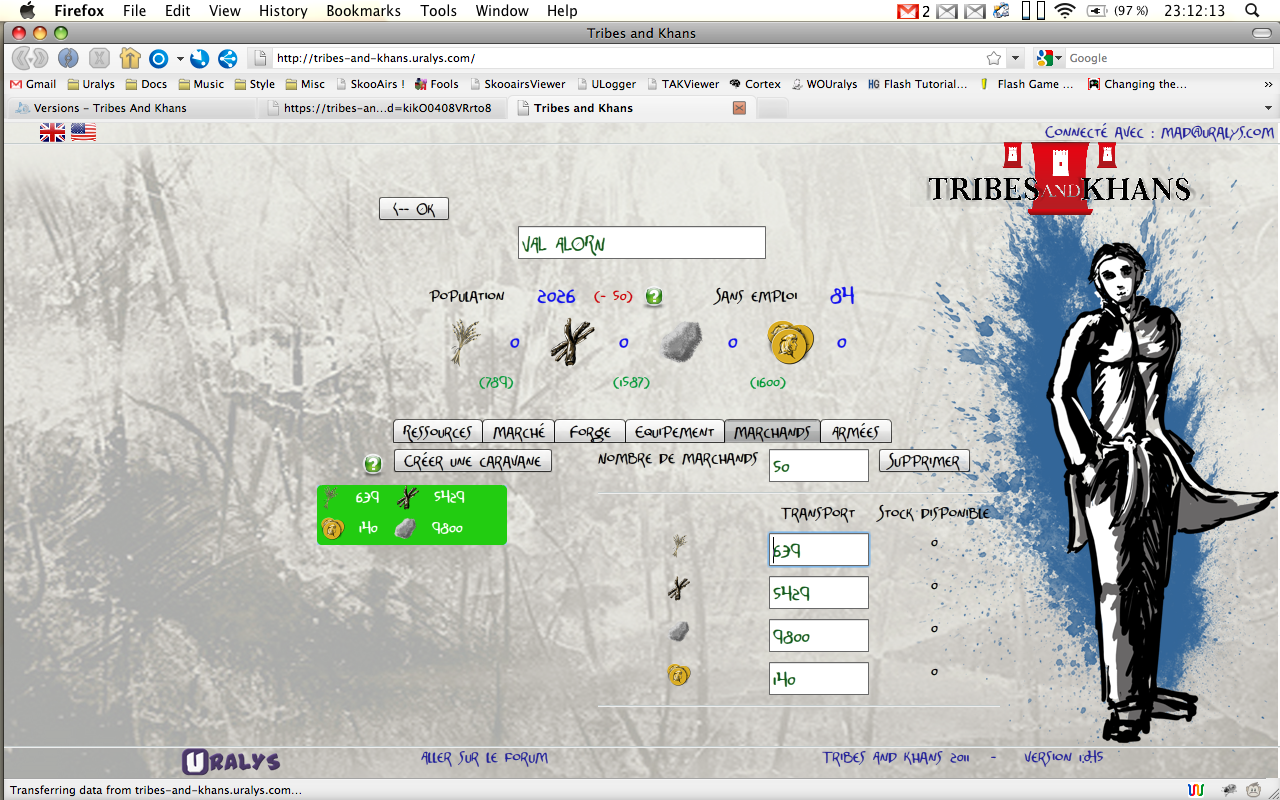 Firefox File Edit View History Bookmarks Tools Window Help 2 (97 %) 23:12:13
Tribes and Khans
http://tribes-and-khans.uralys.com/ Google
Gmail Uralys Docs Music Style Misc SkooAirs ! Fools SkooairsViewer ULogger TAKViewer Cortex WOUralys HG Flash Tutorial... Flash Game ... Changing the... »
Versions - Tribes And Khans https://tribes-an...d=kikO0408VRrto8 Tribes and Khans
Connecté avec : mad@uralys.com
TRIBES AND KHANS
<-- Ok
Val Alorn
Population 2026 (- 50) ? Sans emploi 84
0 0 0 0
(789) (1587) (1600)
Ressources Marché Forge Equipement Marchands Armées
? Créer une caravane Nombre de marchands 50 Supprimer
639 5429
140 9800
Transport Stock disponible
639 0
5429 0
9800 0
140 0
Uralys Aller sur le forum Tribes and Khans 2011 - version 1.0.45
Transferring data from tribes-and-khans.uralys.com...